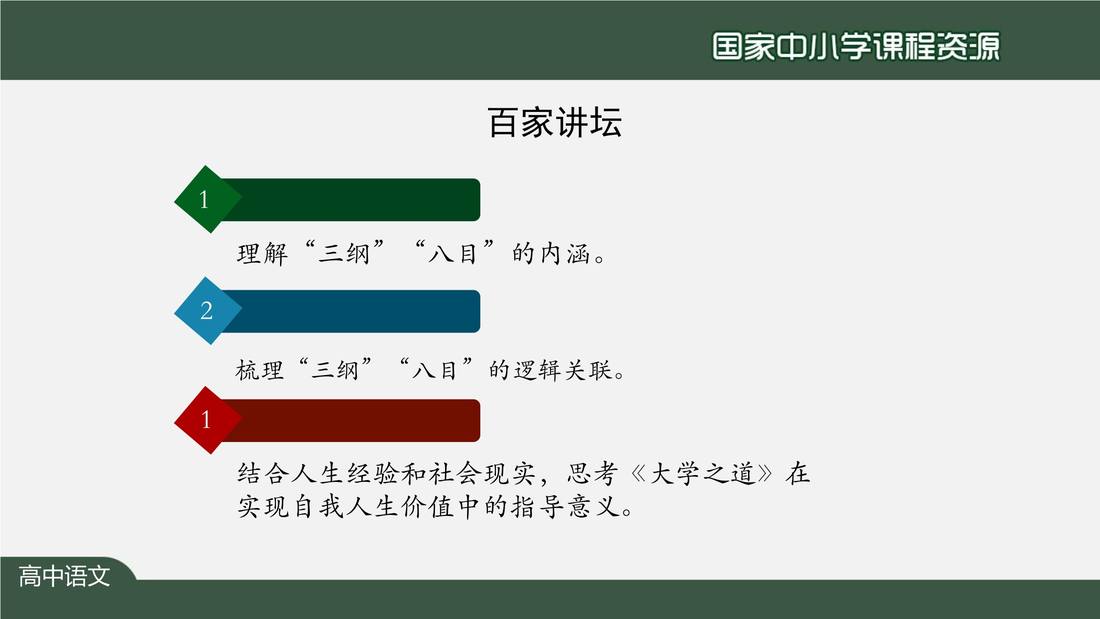 国家中小学课程资源
百家讲坛
1
理解“三纲”“八目”的内涵。
2
梳理“三纲”“八目”的逻辑关联。
1
结合人生经验和社会现实，思考《大学之道》在
实现自我人生价值中的指导意义。
高中语文